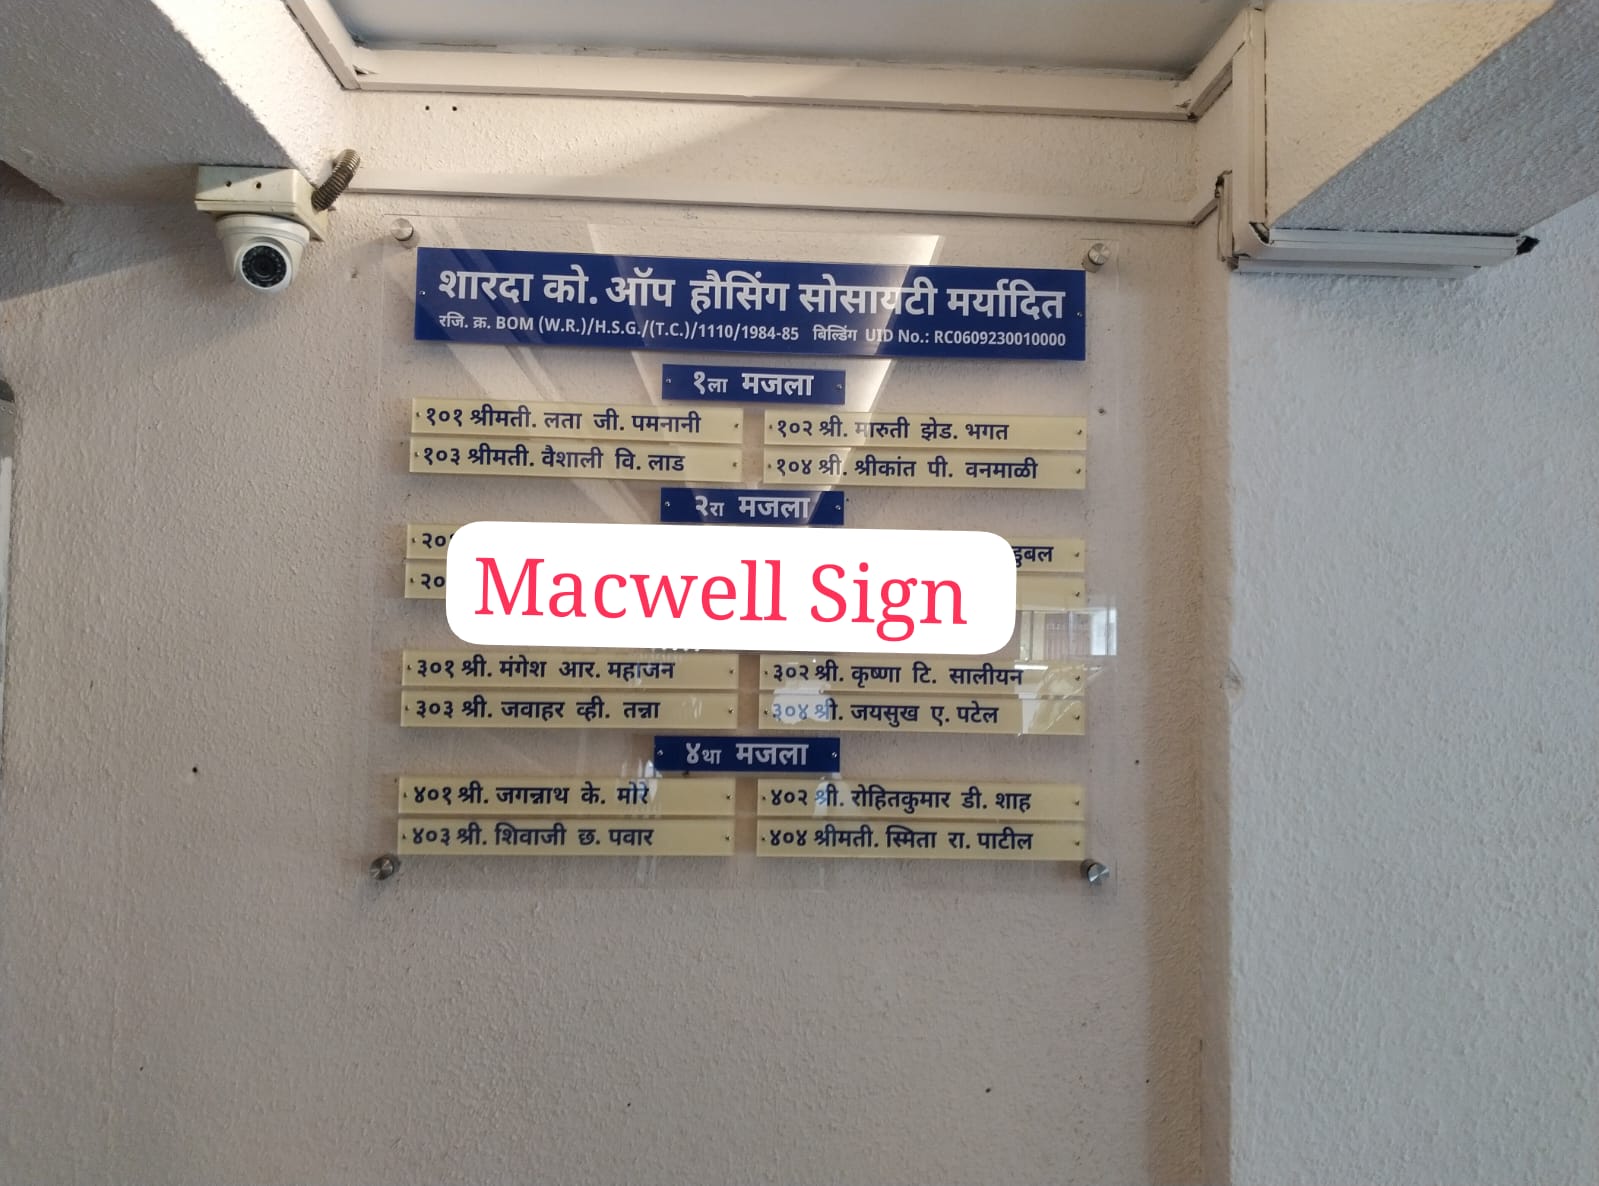 शारदा को. ऑप हौसिंग सोसायटी मर्यादित
रजि. क्र. BOM (W.R.)/H.S.G./(T.C.)/1110/1984-85 बिल्डिंग UID No.: RC0609230010000
१ला मजला
१०१ श्रीमती. लता जी. पमनानी १०२ श्री. मारुती झेड. भगत
१०३ श्रीमती. वैशाली वि. लाड १०४ श्री. श्रीकांत पी. वनमाळी
२रा मजला
Macwell Sign
३०१ श्री. मंगेश आर. महाजन ३०२ श्री. कृष्णा टि. सालीयन
३०३ श्री. जवाहर व्ही. तन्ना ३०४ श्री. जयसुख ए. पटेल
४था मजला
४०१ श्री. जगन्नाथ के. मोरे ४०२ श्री. रोहितकुमार डी. शाह
४०३ श्री. शिवाजी छ. पवार ४०४ श्रीमती. स्मिता रा. पाटील